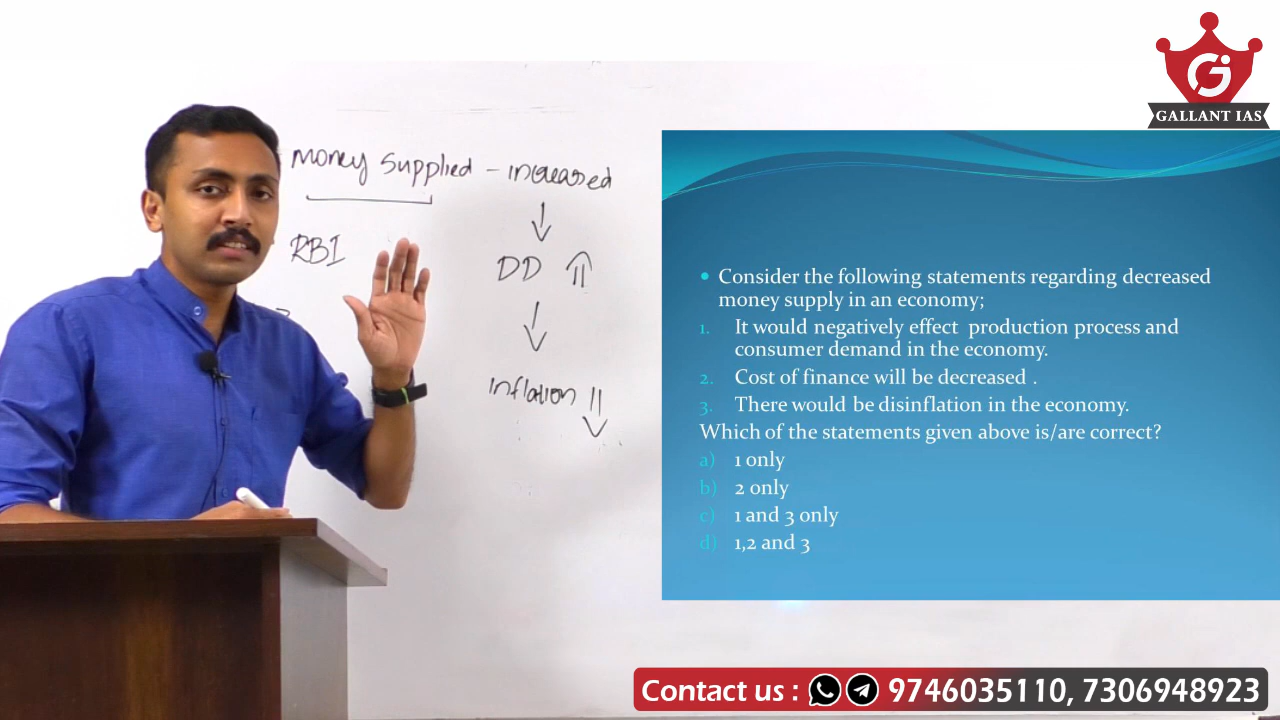 GALLANT IAS
Money Supplied - increased
RBI
DD
Inflation
• Consider the following statements regarding decreased
money supply in an economy;
1. It would negatively effect production process and
consumer demand in the economy.
2. Cost of finance will be decreased .
3. There would be disinflation in the economy.
Which of the statements given above is/are correct?
a) 1 only
b) 2 only
c) 1 and 3 only
d) 1,2 and 3
Contact us : 9746035110, 7306948923